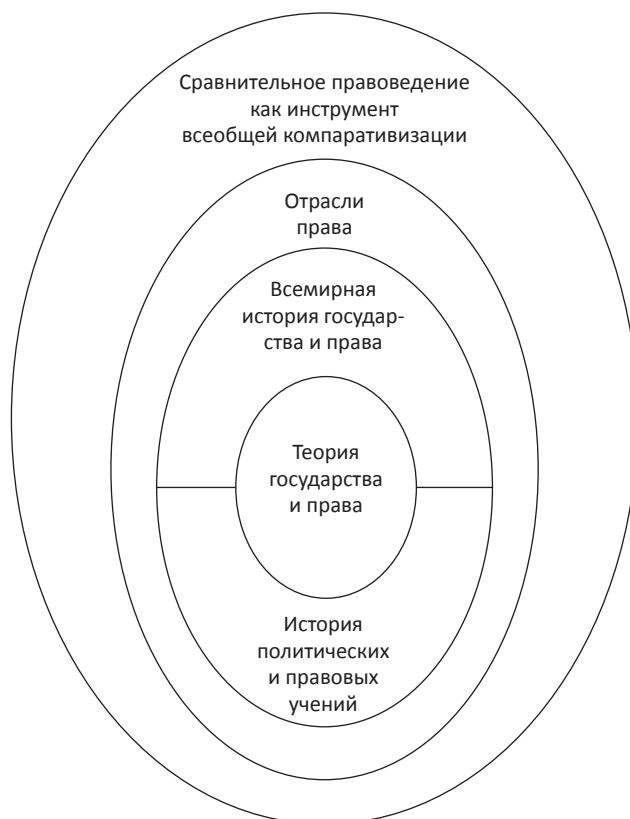 Сравнительное правоведение
как инструмент
всеобщей компаративизации
Отрасли
права
Всемирная
история государ-
ства и права
Теория
государства
и права
История
политических
и правовых
учений